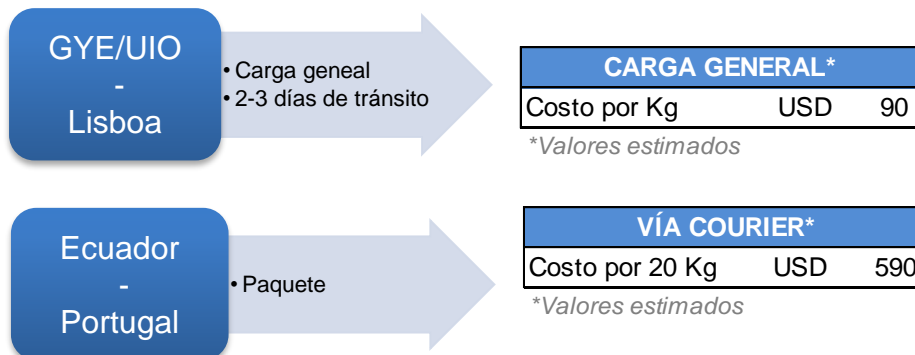 GYE/UIO
-
Lisboa
• Carga geneal
• 2-3 días de tránsito
CARGA GENERAL*
Costo por Kg USD 90
*Valores estimados
Ecuador
-
Portugal
• Paquete
VÍA COURIER*
Costo por 20 Kg USD 590
*Valores estimados